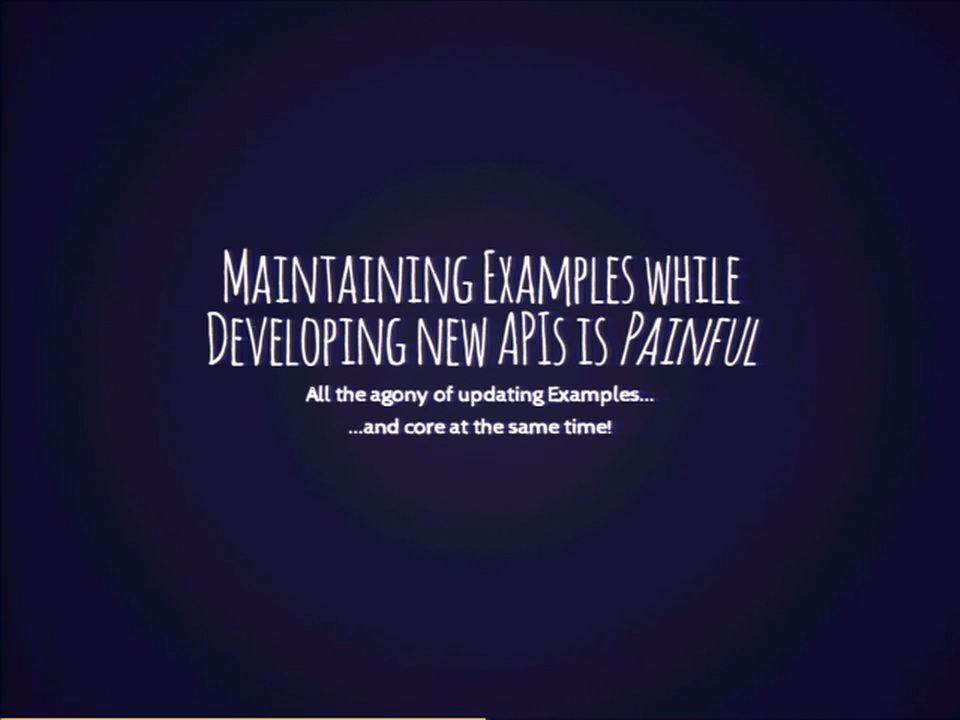 Maintaining Examples while
Developing new APIs is Painful
All the agony of updating Examples...
...and core at the same time!